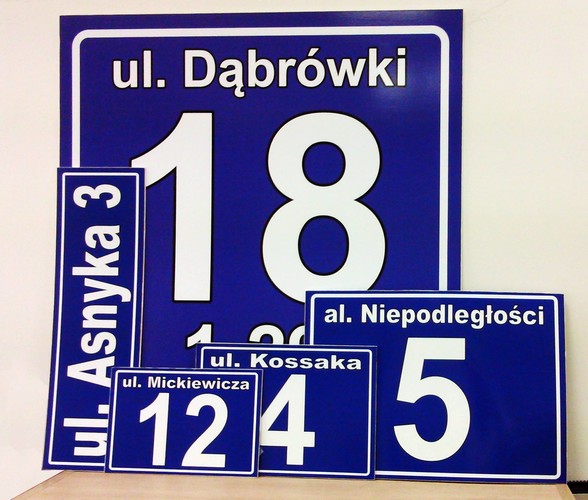 ul. Dąbrówki
18
ul. Asnyka 3
al. Niepodległości
5
ul. Kossaka
4
ul. Mickiewicza
12